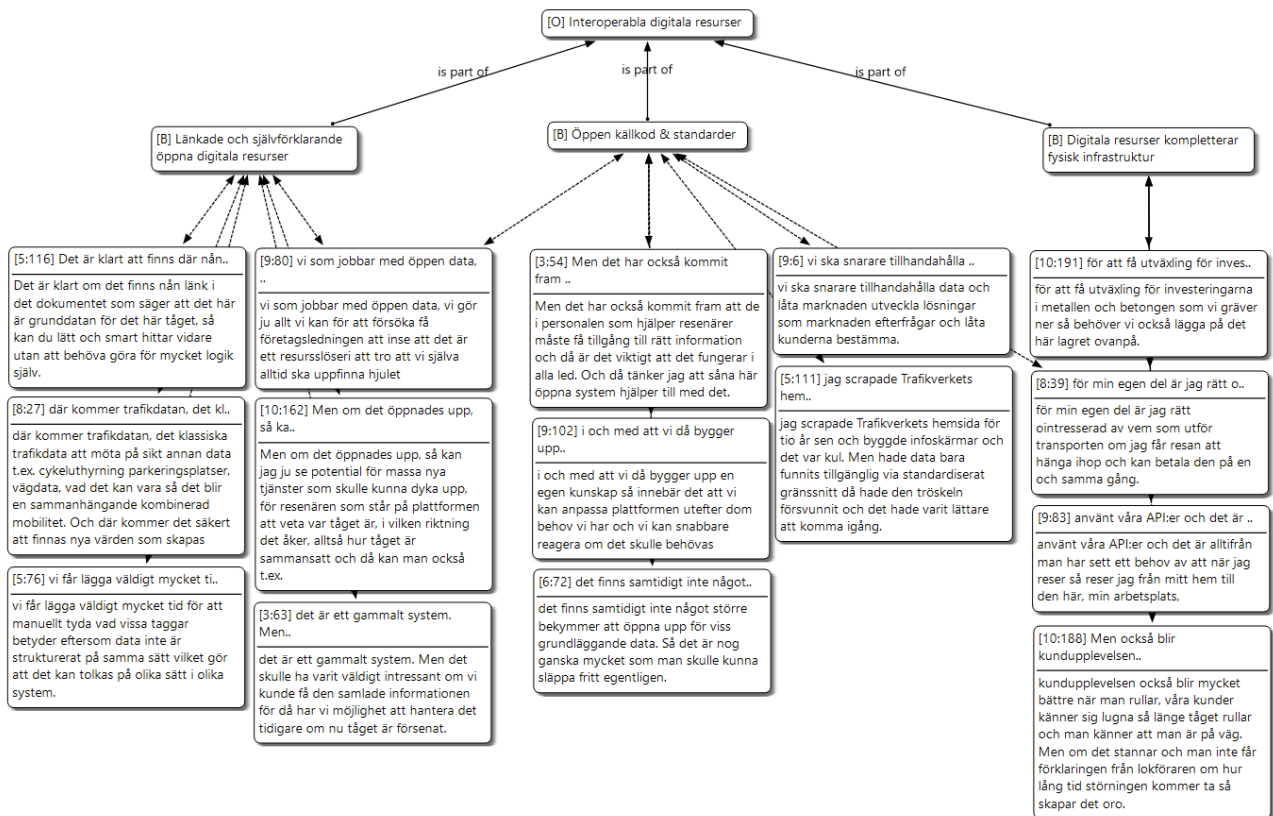 [O] Interoperabla digitala resurser
is part of
is part of
is part of
[B] Länkade och självförklarande
öppna digitala resurser
[B] Öppen källkod & standarder
[B] Digitala resurser kompletterar
fysisk infrastruktur
[5:116] Det är klart att finns där nån..
Det är klart om det finns nån länk i
det dokumentet som säger att det här
är grunddatan för det här tåget, så
kan du lätt och smart hittar vidare
utan att behöva göra för mycket logik
själv.
[8:27] där kommer trafikdatan, det kl..
där kommer trafikdatan, det klassiska
trafikdata att möta på sikt annan data
t.ex. cykeluthyrning parkeringsplatser,
vägdata, vad det kan vara så det blir
en sammanhängande kombinerad
mobilitet. Och där kommer det säkert
att finnas nya värden som skapas
[5:76] vi får lägga väldigt mycket ti..
vi får lägga väldigt mycket tid för att
manuellt tyda vad vissa taggar
betyder eftersom data inte är
strukturerat på samma sätt vilket gör
att det kan tolkas på olika sätt i olika
system.
[9:80] vi som jobbar med öppen data,
..
vi som jobbar med öppen data, vi gör
ju allt vi kan för att försöka få
företagsledningen att inse att det är
ett resursslöseri att tro att vi själva
alltid ska uppfinna hjulet
[10:162] Men om det öppnades upp,
så ka..
Men om det öppnades upp, så kan
jag ju se potential för massa nya
tjänster som skulle kunna dyka upp,
för resenären som står på plattformen
att veta var tåget är, i vilken riktning
det åker, alltså hur tåget är
sammansatt och då kan man också
t.ex.
[3:63] det är ett gammalt system.
Men..
det är ett gammalt system. Men det
skulle ha varit väldigt intressant om vi
kunde få den samlade informationen
för då har vi möjlighet att hantera det
tidigare om nu tåget är försenat.
[3:54] Men det har också kommit
fram ..
Men det har också kommit fram att de
i personalen som hjälper resenärer
måste få tillgång till rätt information
och då är det viktigt att det fungerar i
alla led. Och då tänker jag att såna här
öppna system hjälper till med det.
[9:102] i och med att vi då bygger
upp..
i och med att vi då bygger upp en
egen kunskap så innebär det att vi
kan anpassa plattformen utefter dom
behov vi har och vi kan snabbare
reagera om det skulle behövas
[6:72] det finns samtidigt inte något..
det finns samtidigt inte något större
bekymmer att öppna upp för viss
grundläggande data. Så det är nog
ganska mycket som man skulle kunna
släppa fritt egentligen.
[9:6] vi ska snarare tillhandahålla ..
vi ska snarare tillhandahålla data och
låta marknaden utveckla lösningar
som marknaden efterfrågar och låta
kunderna bestämma.
[5:111] jag scrapade Trafikverkets
hem..
jag scrapade Trafikverkets hemsida för
tio år sen och byggde infoskärmar och
det var kul. Men hade data bara
funnits tillgänglig via standardiserat
gränssnitt då hade den tröskeln
försvunnit och det hade varit lättare
att komma igång.
[10:191] för att få utväxling för inves..
för att få utväxling för investeringarna
i metallen och betongen som vi gräver
ner så behöver vi också lägga på det
här lagret ovanpå.
[8:39] för min egen del är jag rätt o..
för min egen del är jag rätt
ointresserad av vem som utför
transporten om jag får resan att
hänga ihop och kan betala den på en
och samma gång.
[9:83] använt våra API:er och det är ..
använt våra API:er och det är alltifrån
man har sett ett behov av att när jag
reser så reser jag från mitt hem till
den här, min arbetsplats,
[10:188] Men också blir
kundupplevelsen..
kundupplevelsen också blir mycket
bättre när man rullar, våra kunder
känner sig lugna så länge tåget rullar
och man känner att man är på väg.
Men om det stannar och man inte får
förklaringen från lokföraren om hur
lång tid störningen kommer ta så
skapar det oro.